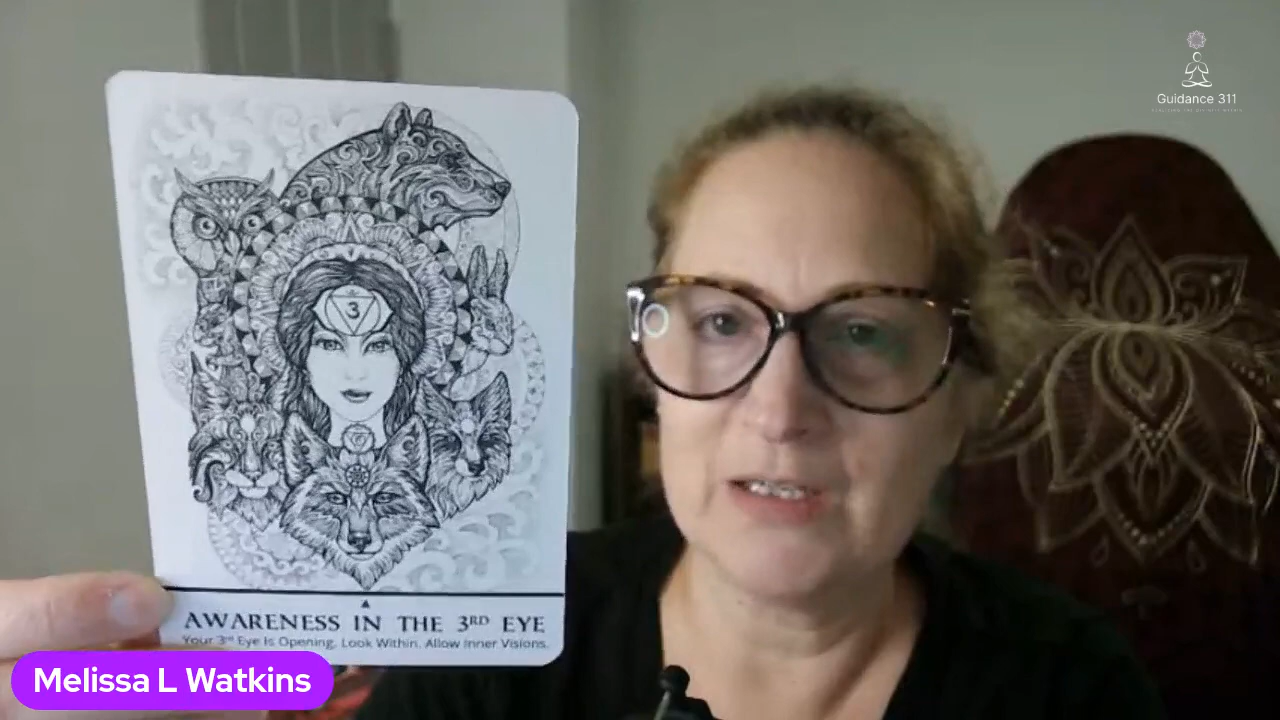 Guidance 311
3
AWARENESS IN THE 3RD EYE
Your 3rd Eye Is Opening. Look Within. Allow Inner Visions.
Melissa L Watkins